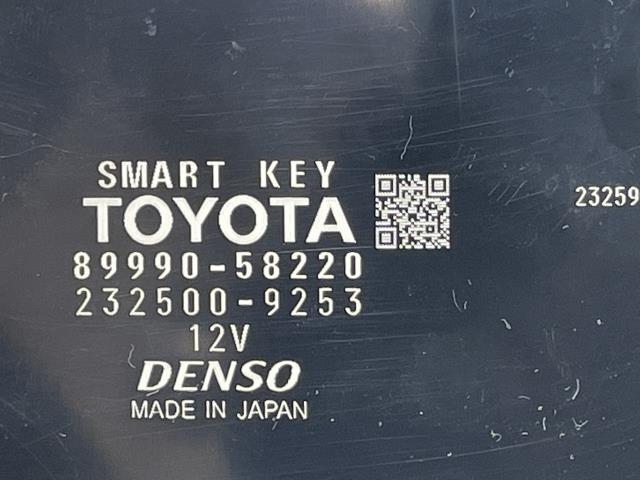 SMART KEY
TOYOTA
89990-58220
232500-9253
12V
DENSO
MADE IN JAPAN
23259